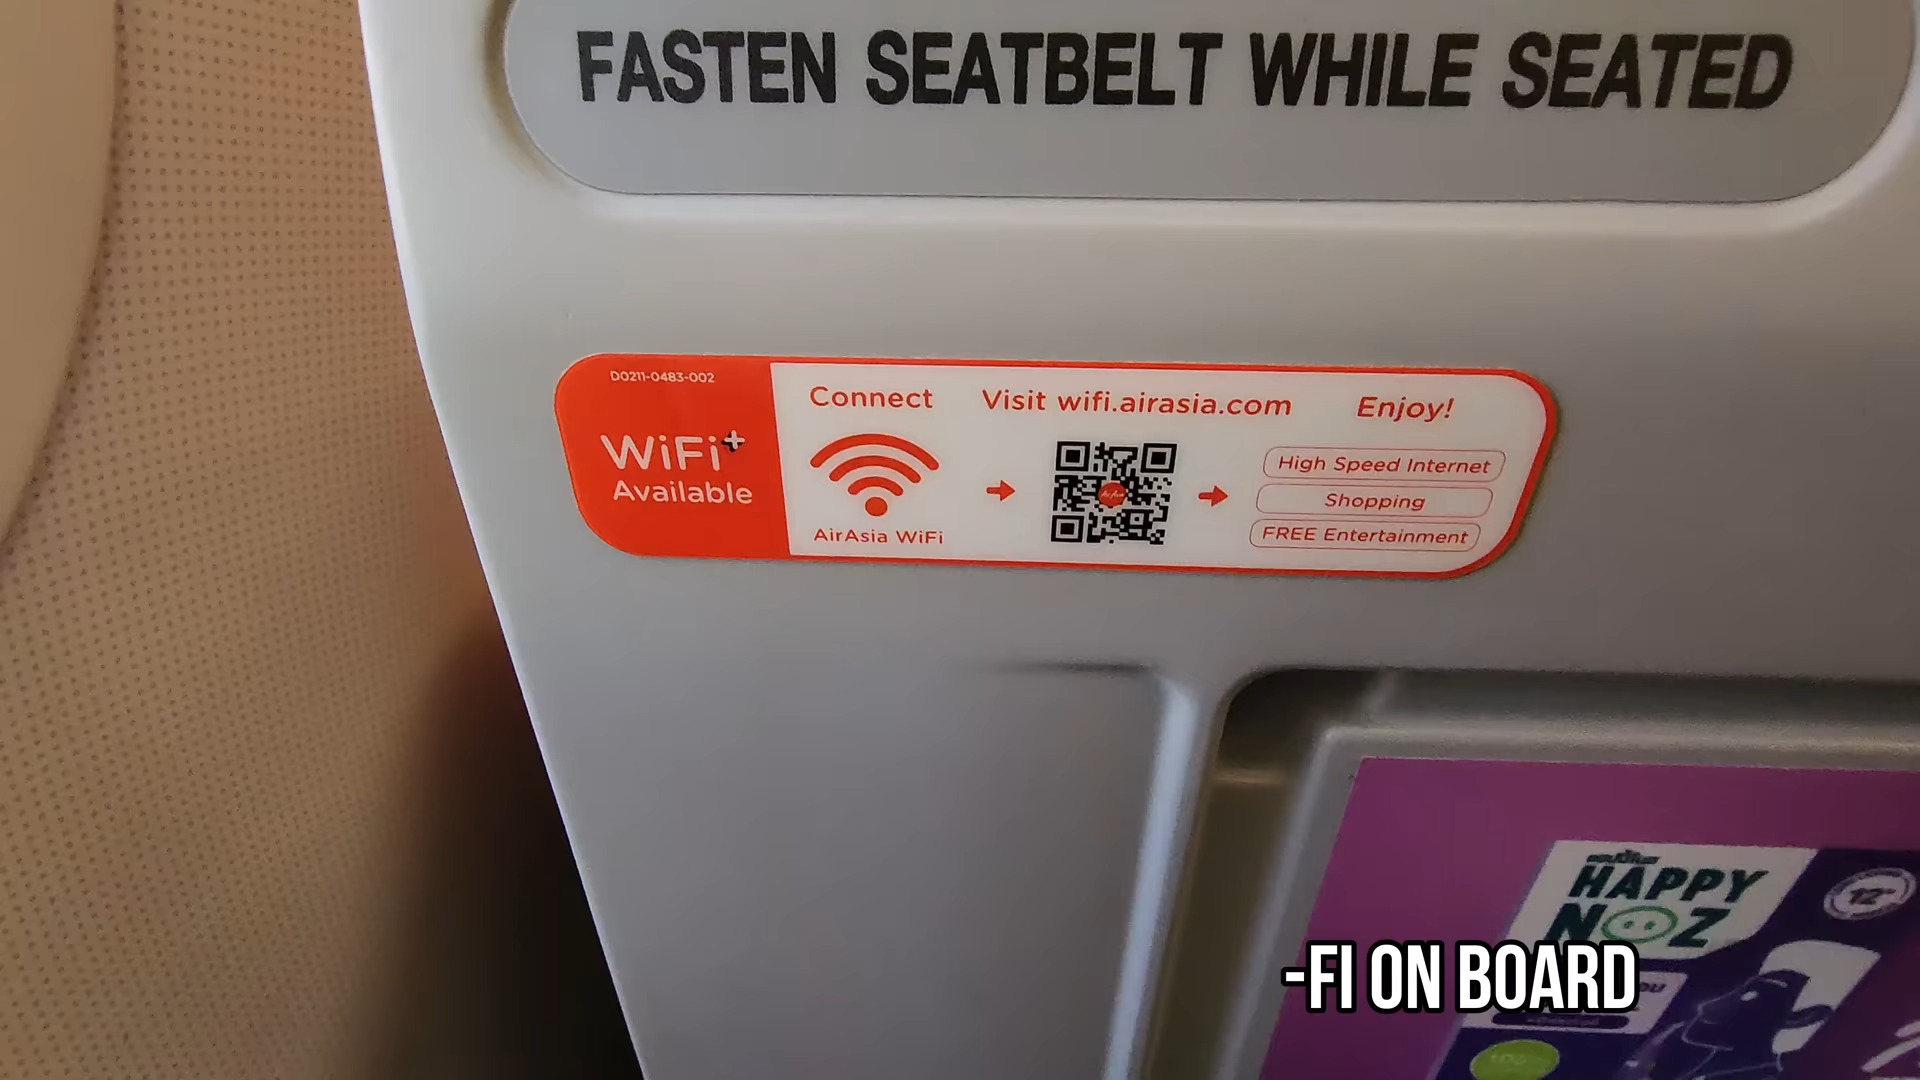 FASTEN SEATBELT WHILE SEATED
D0211-0483-002
WiFi+
Available
Connect
AirAsia WiFi
Visit wifi.airasia.com
Enjoy!
High Speed Internet
Shopping
FREE Entertainment
HAPPY
NOZ
12
-FI ON BOARD